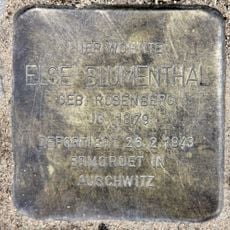 HIER WOHNTE
ELSE BLUMENTHAL
GEB. ROSENBERG
JG. 1879
DEPORTIERT 26.2.1943
ERMORDET IN
AUSCHWITZ